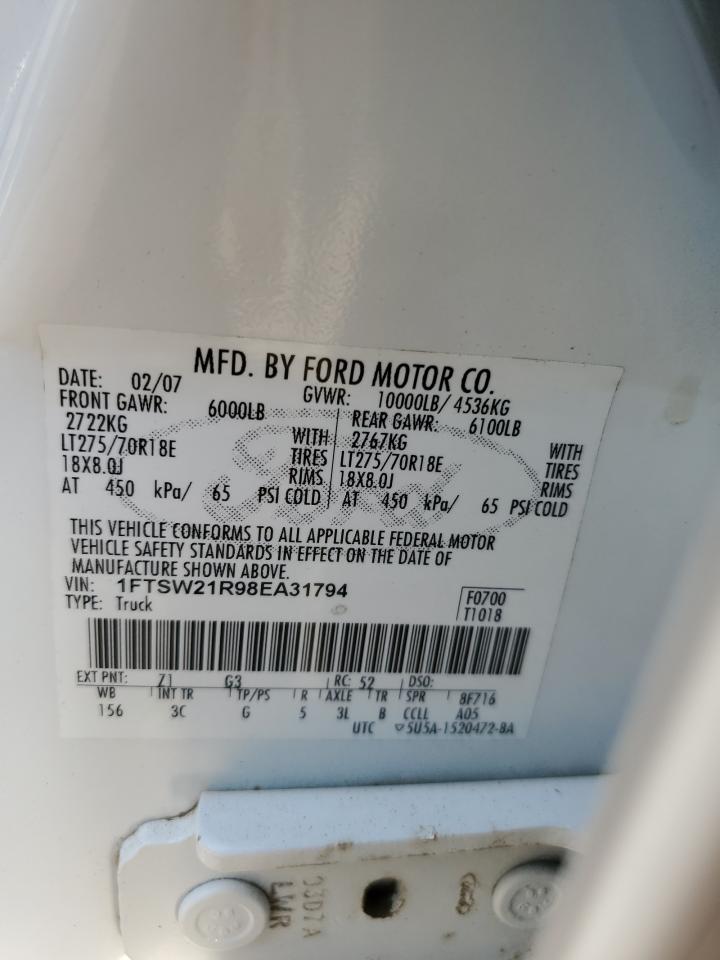 MFD. BY FORD MOTOR CO.
DATE: 02/07 GVWR: 10000LB/ 4536KG
FRONT GAWR: 6000LB REAR GAWR: 6100LB
2722KG WITH 2767KG WITH
LT275/70R18E TIRES LT275/70R18E TIRES
18X8.0J RIMS 18X8.0J RIMS
AT 450 kPa/ 65 PSI COLD AT 450 kPa/ 65 PSI COLD
THIS VEHICLE CONFORMS TO ALL APPLICABLE FEDERAL MOTOR
VEHICLE SAFETY STANDARDS IN EFFECT ON THE DATE OF
MANUFACTURE SHOWN ABOVE.
VIN: 1FTSW21R98EA31794 F0700
TYPE: Truck T1018
EXT PNT: Z1 G3 RC: 52 DSO:
WB INT TR TP/PS R AXLE TR SPR 8F716
156 3C G 5 3L B CCLL A05
UTC ▽5U5A-1520472-BA
LWR